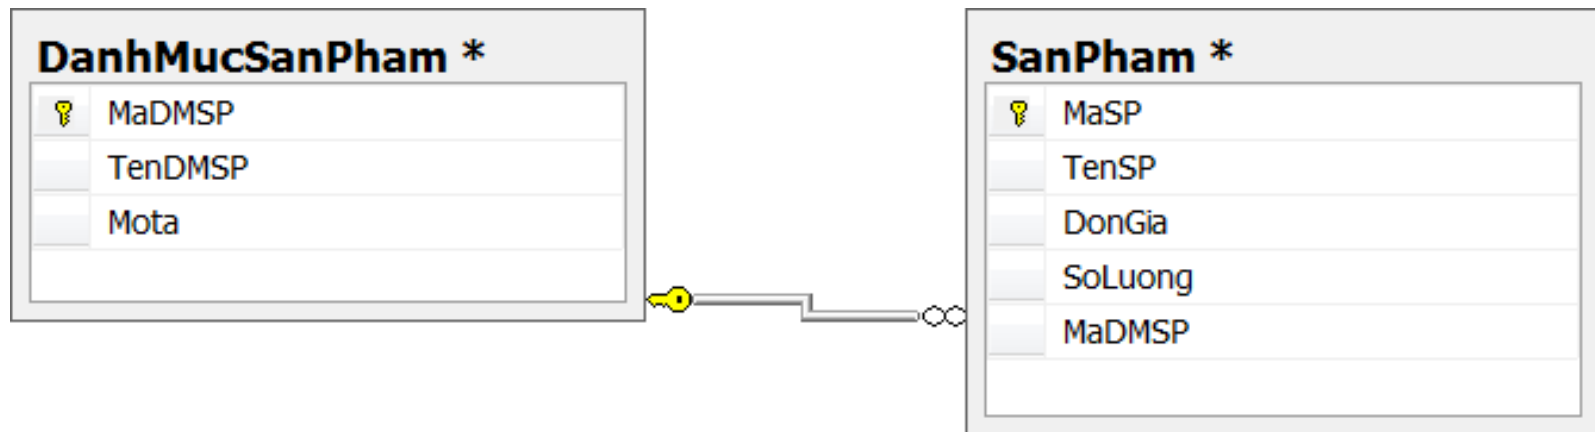 DanhMucSanPham *
MaDMSP
TenDMSP
Mota
SanPham *
MaSP
TenSP
DonGia
SoLuong
MaDMSP